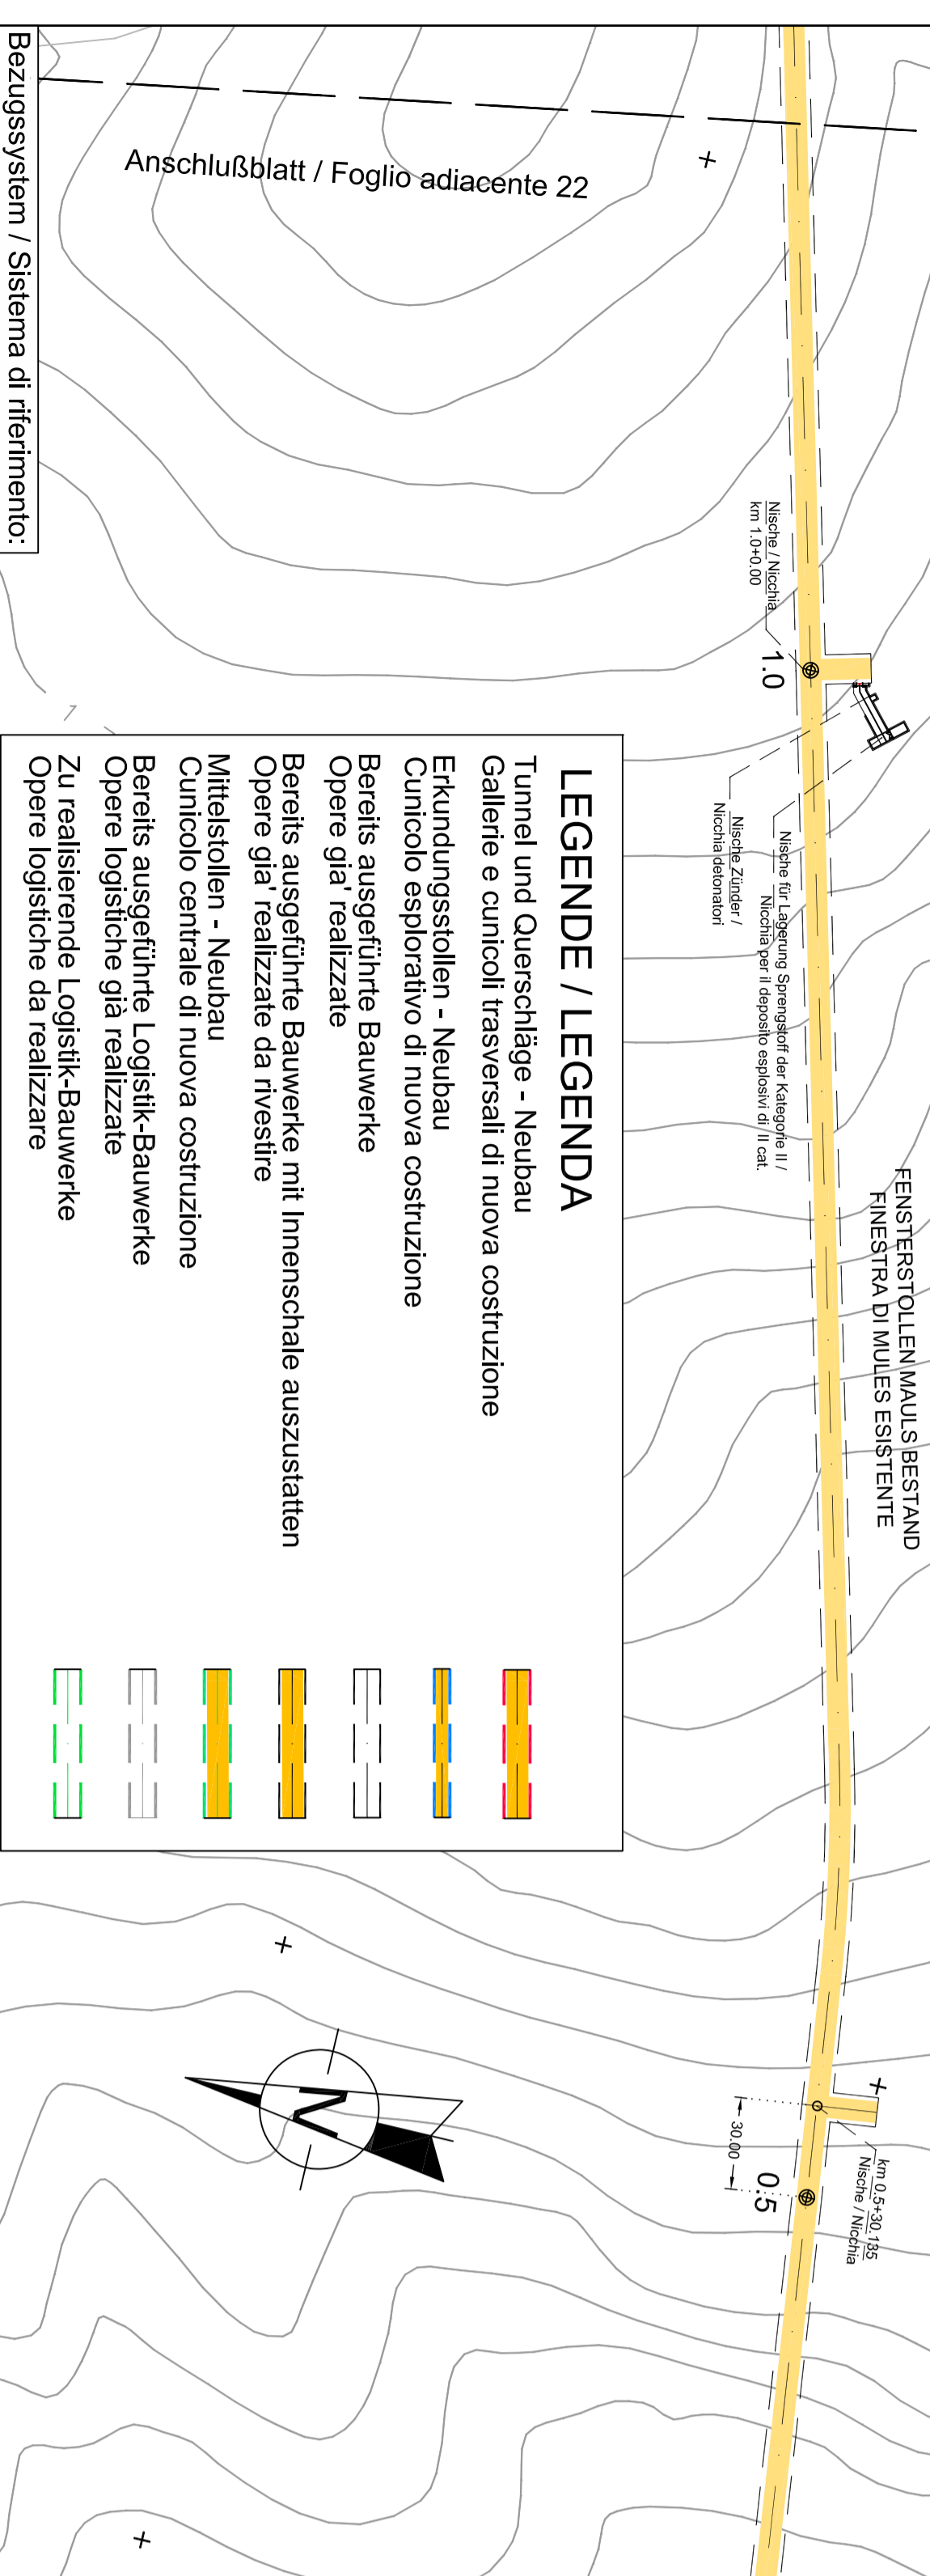 Anschlußblatt / Foglio adiacente 22
Nische / Nicchia
km 1.0+0.00
1.0
Nische Zünder /
Nicchia detonatori
Nische für Lagerung Sprengstoff der Kategorie II /
Nicchia per il deposito esplosivi di II cat.
FENSTERSTOLLEN MAULS BESTAND
FINESTRA DI MULES ESISTENTE
km 0.5+30.135
Nische / Nicchia
30.00
0.5
LEGENDE / LEGENDA
Tunnel und Querschläge - Neubau
Gallerie e cunicoli trasversali di nuova costruzione
Erkundungsstollen - Neubau
Cunicolo esplorativo di nuova costruzione
Bereits ausgeführte Bauwerke
Opere gia' realizzate
Bereits ausgeführte Bauwerke mit Innenschale auszustatten
Opere gia' realizzate da rivestire
Mittelstollen - Neubau
Cunicolo centrale di nuova costruzione
Bereits ausgeführte Logistik-Bauwerke
Opere logistiche già realizzate
Zu realisierende Logistik-Bauwerke
Opere logistiche da realizzare
N
Bezugssystem / Sistema di riferimento: